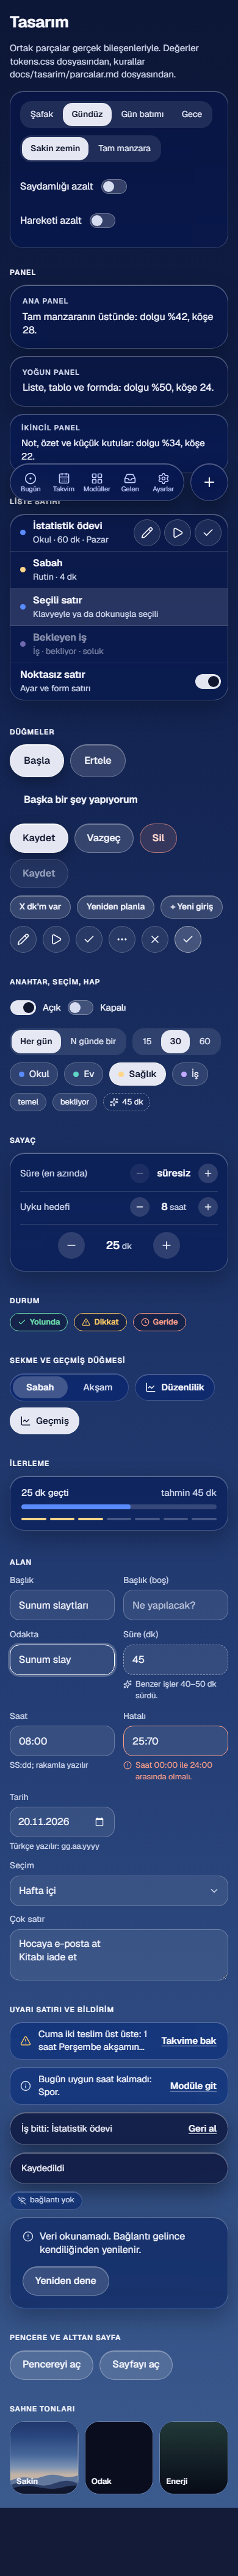 Tasarım
Ortak parçalar gerçek bileşenleriyle. Değerler
tokens.css dosyasından, kurallar
docs/tasarim/parcalar.md dosyasından.
Şafak Gündüz Gün batımı Gece
Sakin zemin Tam manzara
Saydamlığı azalt
Hareketi azalt
PANEL
ANA PANEL
Tam manzaranın üstünde: dolgu %42, köşe
28.
YOĞUN PANEL
Liste, tablo ve formda: dolgu %50, köşe 24.
İKİNCİL PANEL
Not, özet ve küçük kutular: dolgu %34, köşe
22.
Bugün Takvim Modüller Gelen Ayarlar
LİSTE SATIRI
İstatistik ödevi
Okul · 60 dk · Pazar
Sabah
Rutin · 4 dk
Seçili satır
Klavyeyle ya da dokunuşla seçili
Bekleyen iş
İş · bekliyor · soluk
Noktasız satır
Ayar ve form satırı
DÜĞMELER
Başla Ertele
Başka bir şey yapıyorum
Kaydet Vazgeç Sil
Kaydet
X dk'm var Yeniden planla + Yeni giriş
ANAHTAR, SEÇİM, HAP
Açık Kapalı
Her gün N günde bir 15 30 60
Okul Ev Sağlık İş
temel bekliyor 45 dk
SAYAÇ
Süre (en azında) − süresiz +
Uyku hedefi − 8 saat +
− 25 dk +
DURUM
Yolunda Dikkat Geride
SEKME VE GEÇMİŞ DÜĞMESİ
Sabah Akşam Düzenlilik
Geçmiş
İLERLEME
25 dk geçti tahmin 45 dk
ALAN
Başlık Başlık (boş)
Sunum slaytları Ne yapılacak?
Odakta Süre (dk)
Sunum slay 45
Benzer işler 40–50 dk
sürdü.
Saat Hatalı
08:00 25:70
SS:dd; rakamla yazılır Saat 00:00 ile 24:00
arasında olmalı.
Tarih
20.11.2026
Türkçe yazılır: gg.aa.yyyy
Seçim
Hafta içi
Çok satır
Hocaya e-posta at
Kitabı iade et
UYARI SATIRI VE BİLDİRİM
Cuma iki teslim üst üste: 1
saat Perşembe akşamın... Takvime bak
Bugün uygun saat kalmadı:
Spor. Modüle git
İş bitti: İstatistik ödevi Geri al
Kaydedildi
bağlantı yok
Veri okunamadı. Bağlantı gelince
kendiliğinden yenilenir.
Yeniden dene
PENCERE VE ALTTAN SAYFA
Pencereyi aç Sayfayı aç
SAHNE TONLARI
Sakin Odak Enerji